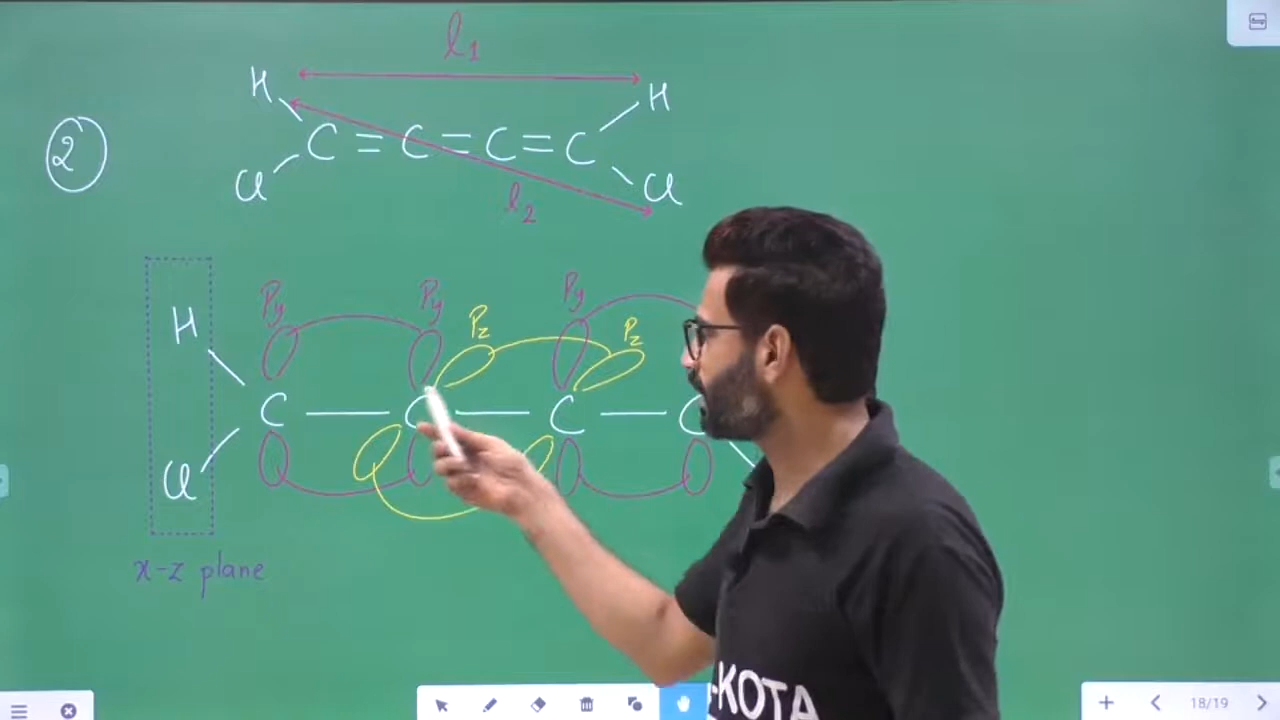 l₁
H H
② C = C = C = C
Cl Cl
l₂
Py Py Pz Py Pz
H
C — C — C — C
Cl
x-z plane
18/19
-KOTA